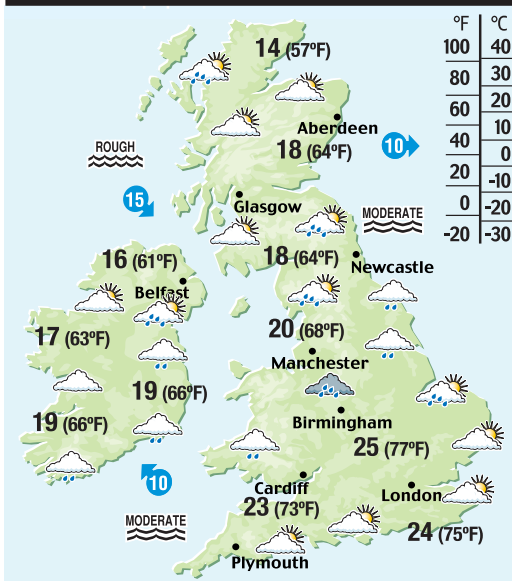 ºF ºC
100 40
80 30
60 20
40 10
20 0
0 -10
-20 -20
-30
14 (57ºF)
Aberdeen
18 (64ºF)
10
ROUGH
15
Glasgow
MODERATE
16 (61ºF)
18 (64ºF)
Newcastle
Belfast
17 (63ºF)
20 (68ºF)
Manchester
19 (66ºF)
19 (66ºF)
Birmingham
25 (77ºF)
10
Cardiff
London
23 (73ºF)
MODERATE
24 (75ºF)
Plymouth